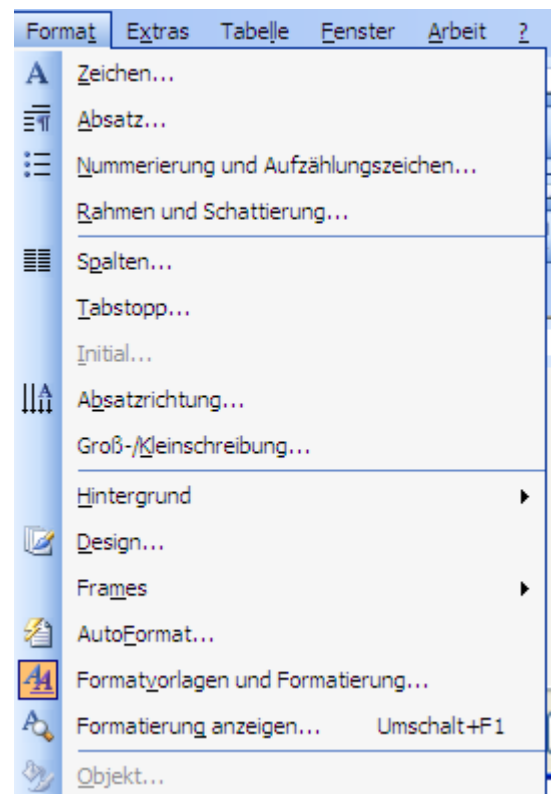 Format Extras Tabelle Fenster Arbeit ?
Zeichen...
Absatz...
Nummerierung und Aufzählungszeichen...
Rahmen und Schattierung...
Spalten...
Tabstopp...
Initial...
Absatzrichtung...
Groß-/Kleinschreibung...
Hintergrund
Design...
Frames
AutoFormat...
Formatvorlagen und Formatierung...
Formatierung anzeigen... Umschalt+F1
Objekt...